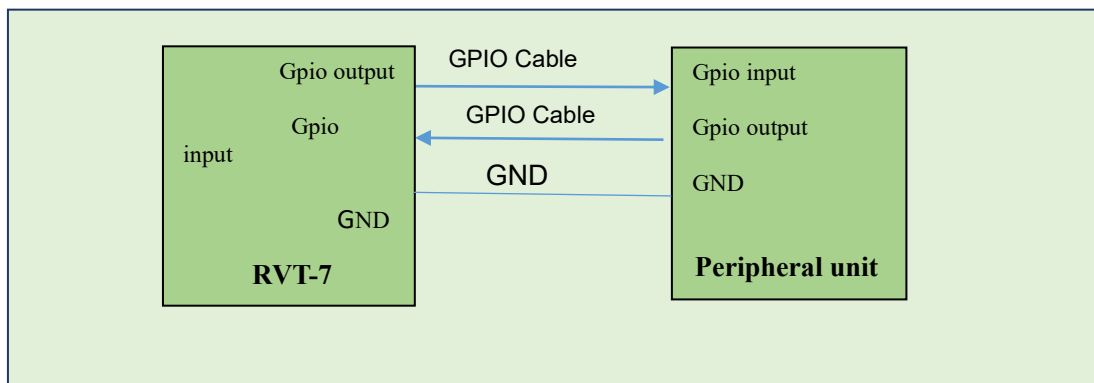 Gpio output
Gpio
input
GND
RVT-7
GPIO Cable
GPIO Cable
GND
Gpio input
Gpio output
GND
Peripheral unit